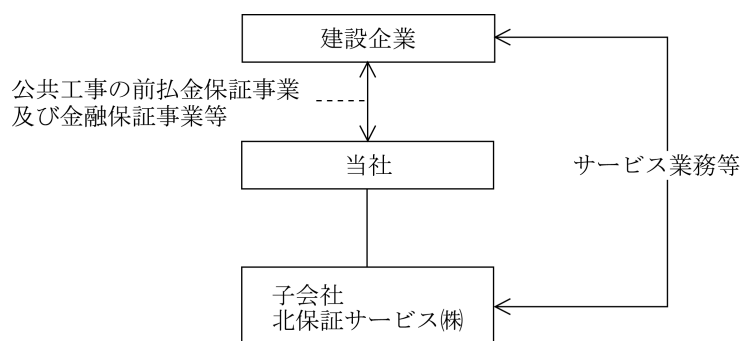 建設企業
公共工事の前払金保証事業
及び金融保証事業等
当社
サービス業務等
子会社
北保証サービス㈱